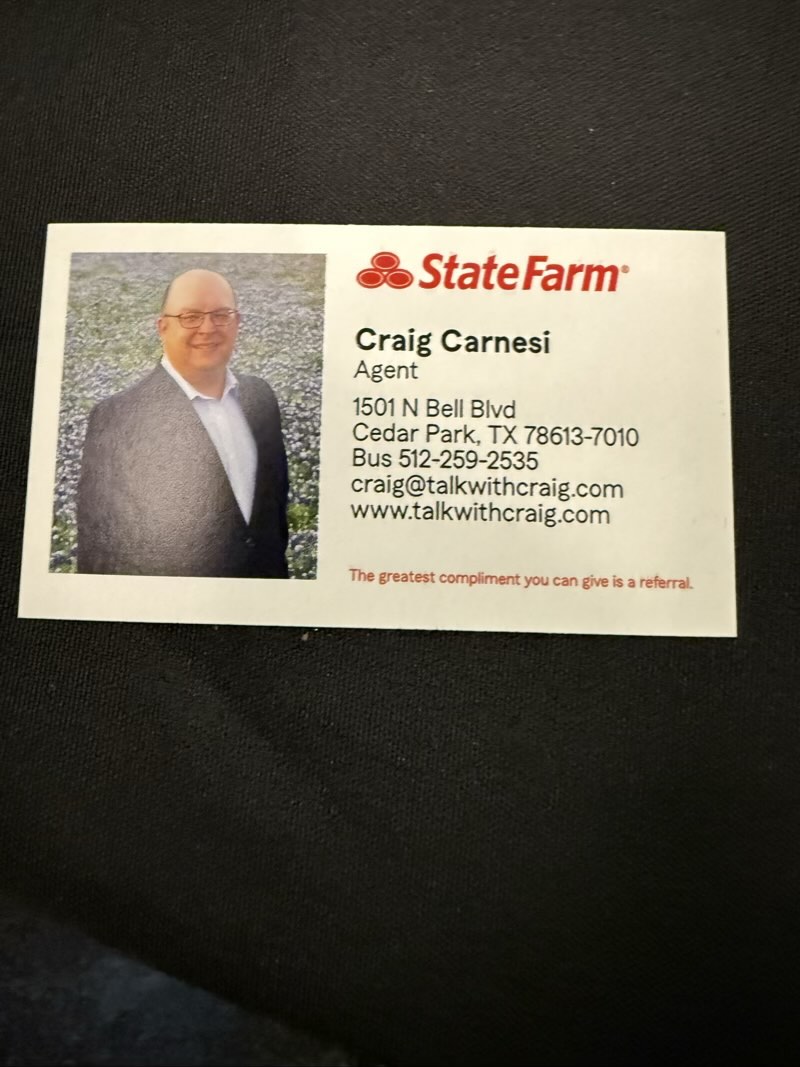 StateFarm®
Craig Carnesi
Agent
1501 N Bell Blvd
Cedar Park, TX 78613-7010
Bus 512-259-2535
craig@talkwithcraig.com
www.talkwithcraig.com
The greatest compliment you can give is a referral.